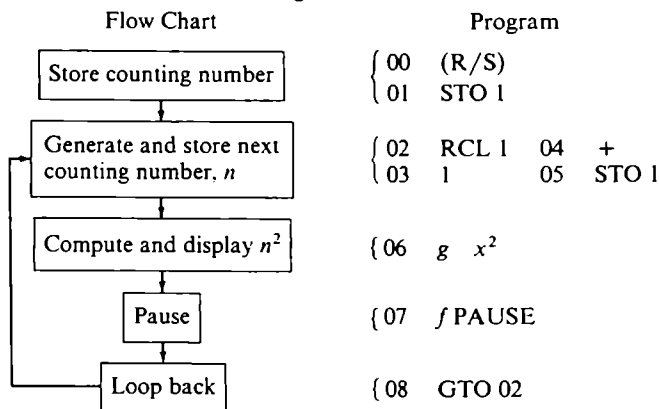 Flow Chart Program
Store counting number
{ 00 (R/S)
01 STO 1
Generate and store next
counting number, n
{ 02 RCL 1 04 +
03 1 05 STO 1
Compute and display n²
{ 06 g x²
Pause
{ 07 f PAUSE
Loop back
{ 08 GTO 02